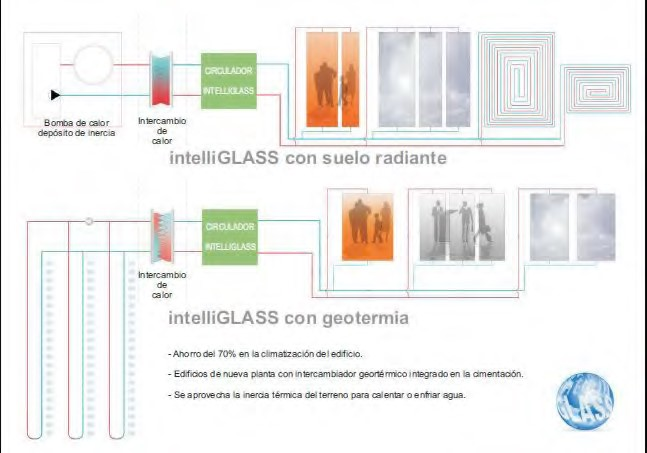 CIRCULADOR
INTELLIGLASS
Bomba de calor
depósito de inercia
Intercambio
de
calor
intelliGLASS con suelo radiante
CIRCULADOR
INTELLIGLASS
Intercambio
de
calor
intelliGLASS con geotermia
- Ahorro del 70% en la climatización del edificio.
- Edificios de nueva planta con intercambiador geortérmico integrado en la cimentación.
- Se aprovecha la inercia térmica del terreno para calentar o enfriar agua.
GLASS